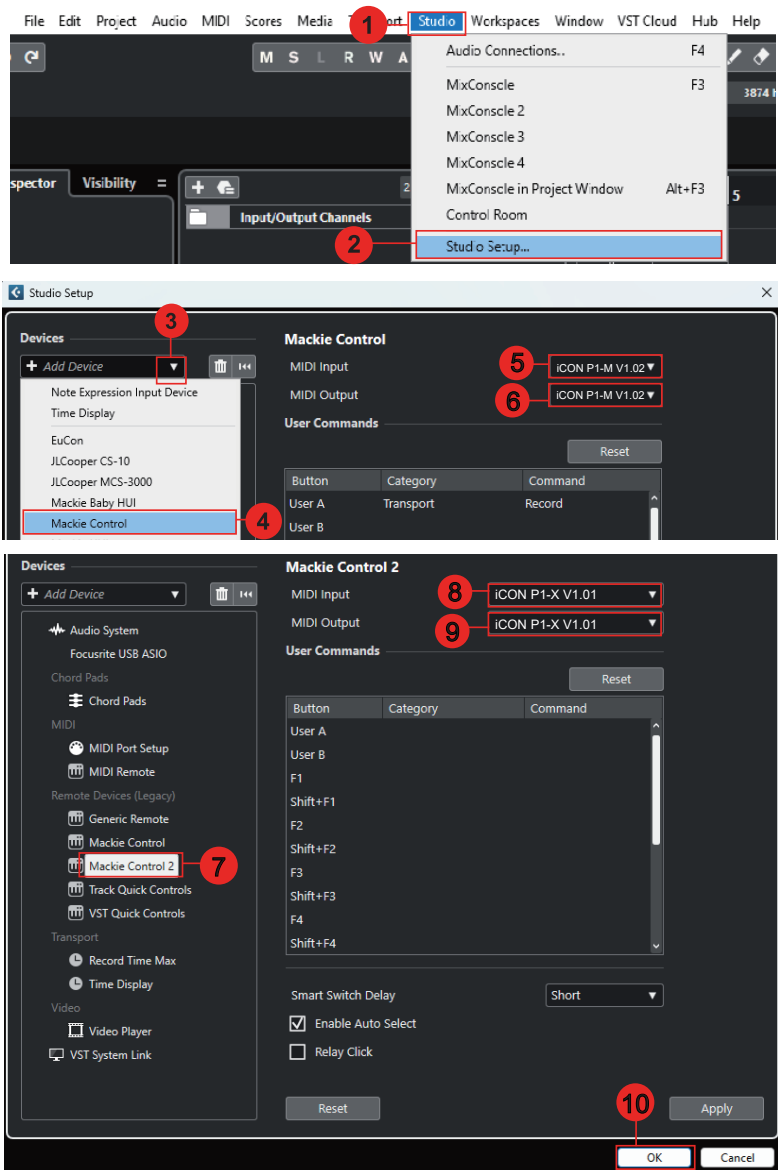 File Edit Project Audio MIDI Scores Media Studio Workspaces Window VST Cloud Hub Help
1
M S L R W A
Audio Connections... F4
MixConsole F3
3874
MixConsole 2
MixConsole 3
MixConsole 4
spector Visibility = 2
MixConsole in Project Window Alt+F3
5
Input/Output Channels
Control Room
2
Studio Setup...
Studio Setup
3
Devices
Mackie Control
+ Add Device
MIDI Input
5
iCON P1-M V1.02
Note Expression Input Device
MIDI Output
6
iCON P1-M V1.02
Time Display
User Commands
EuCon
Reset
JLCooper CS-10
JLCooper MCS-3000
Button Category Command
Mackie Baby HUI
User A Transport Record
Mackie Control
4
User B
Devices
Mackie Control 2
+ Add Device
MIDI Input
8
iCON P1-X V1.01
MIDI Output
9
iCON P1-X V1.01
Audio System
User Commands
Focusrite USB ASIO
Chord Pads
Reset
Chord Pads
Button Category Command
MIDI
User A
MIDI Port Setup
User B
MIDI Remote
F1
Remote Devices (Legacy)
Shift+F1
Generic Remote
F2
Mackie Control
Shift+F2
Mackie Control 2
7
F3
Track Quick Controls
Shift+F3
VST Quick Controls
F4
Transport
Shift+F4
Record Time Max
Time Display
Smart Switch Delay Short
Video
Enable Auto Select
Video Player
VST System Link
Relay Click
Reset
10
Apply
OK
Cancel